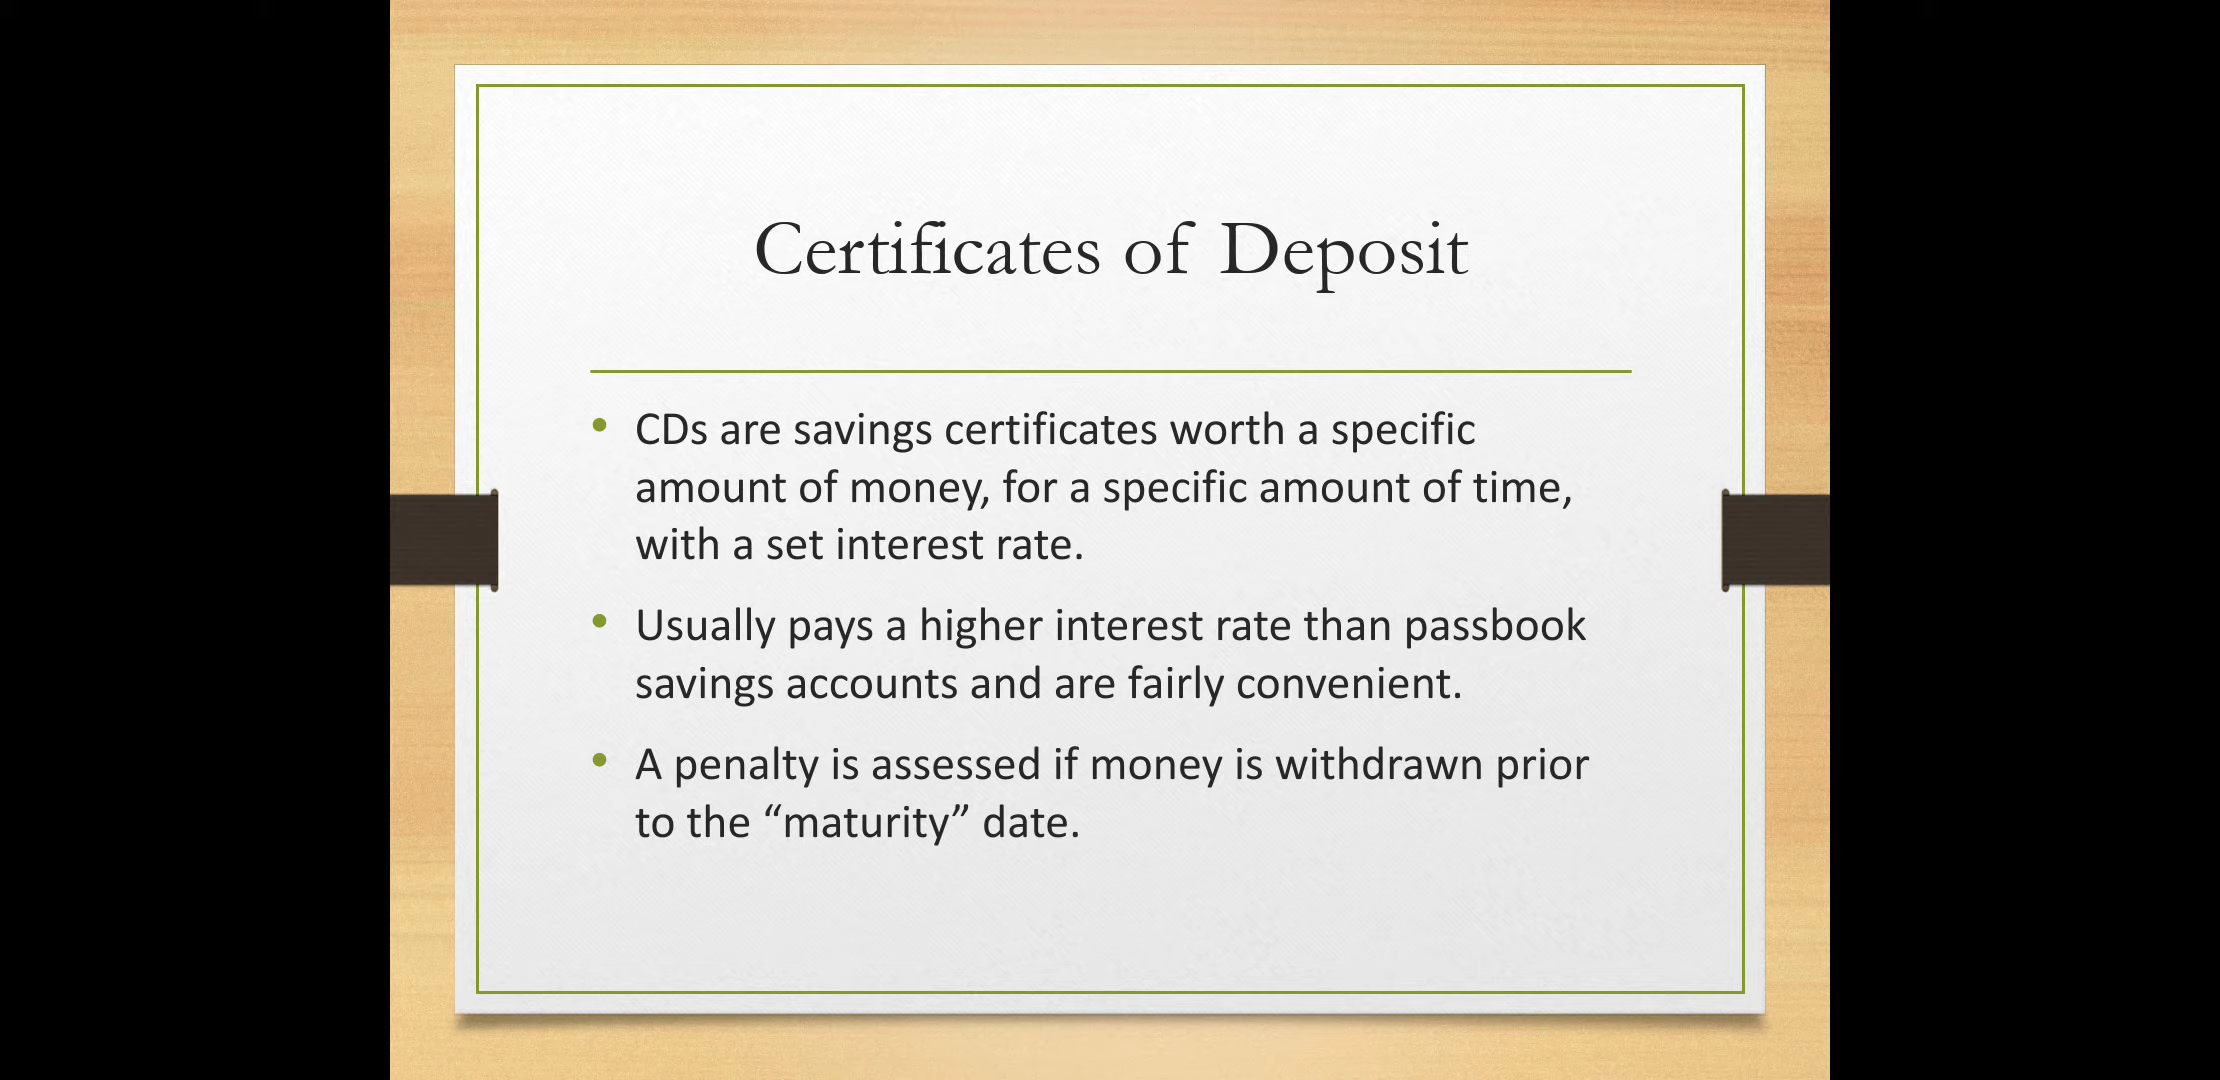 Certificates of Deposit
• CDs are savings certificates worth a specific
amount of money, for a specific amount of time,
with a set interest rate.
• Usually pays a higher interest rate than passbook
savings accounts and are fairly convenient.
• A penalty is assessed if money is withdrawn prior
to the “maturity” date.